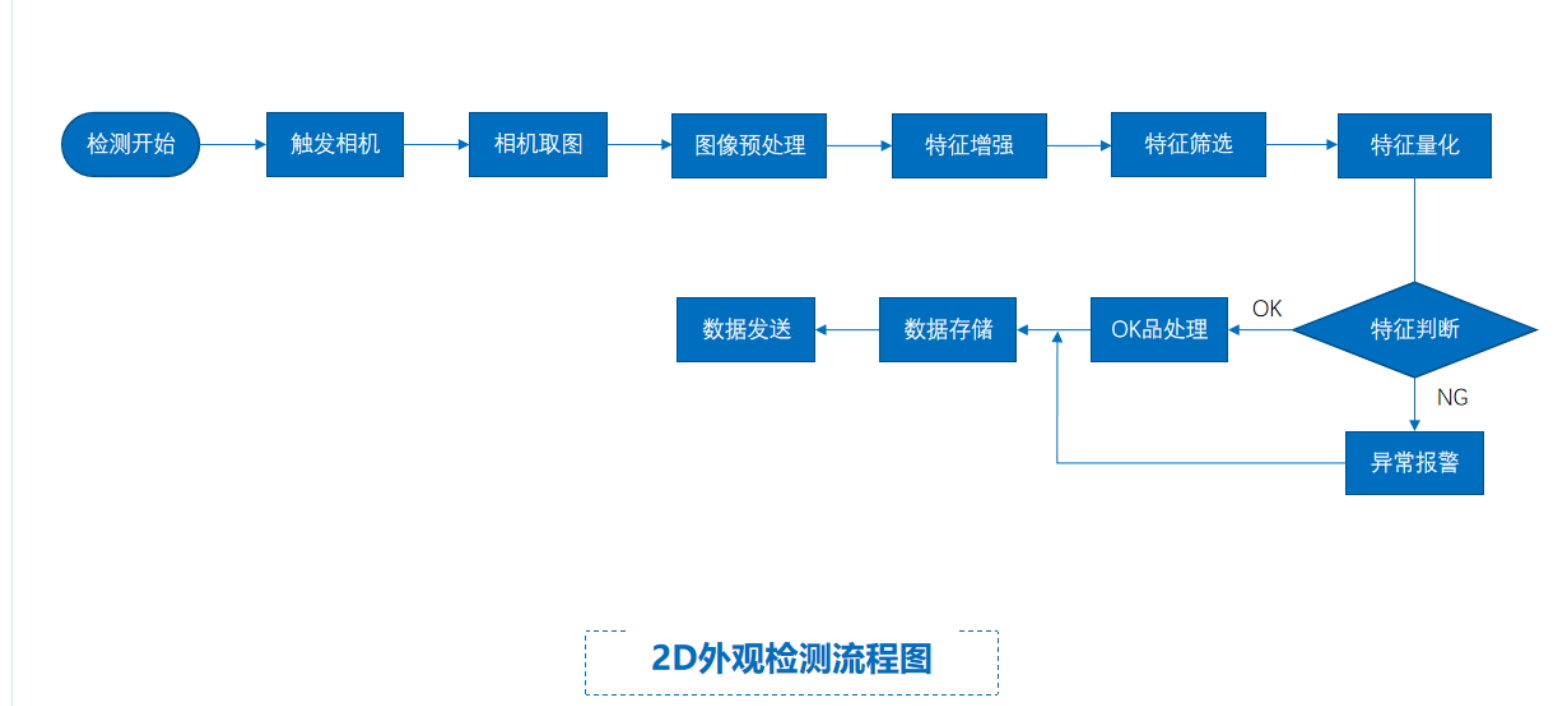 检测开始
触发相机
相机取图
图像预处理
特征增强
特征筛选
特征量化
特征判断
OK
OK品处理
数据存储
数据发送
NG
异常报警
2D外观检测流程图